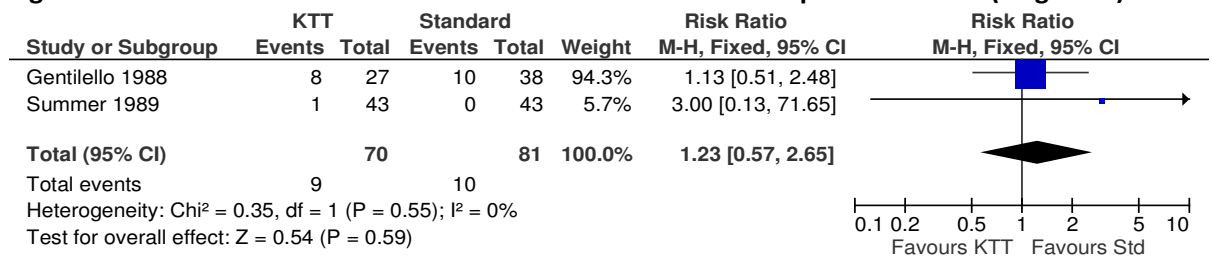 KTT Standard Risk Ratio Risk Ratio
Study or Subgroup Events Total Events Total Weight M-H, Fixed, 95% CI M-H, Fixed, 95% CI
Gentilello 1988 8 27 10 38 94.3% 1.13 [0.51, 2.48]
Summer 1989 1 43 0 43 5.7% 3.00 [0.13, 71.65]
Total (95% CI) 70 81 100.0% 1.23 [0.57, 2.65]
Total events 9 10
Heterogeneity: Chi² = 0.35, df = 1 (P = 0.55); I² = 0%
Test for overall effect: Z = 0.54 (P = 0.59)
0.1 0.2 0.5 1 2 5 10
Favours KTT Favours Std